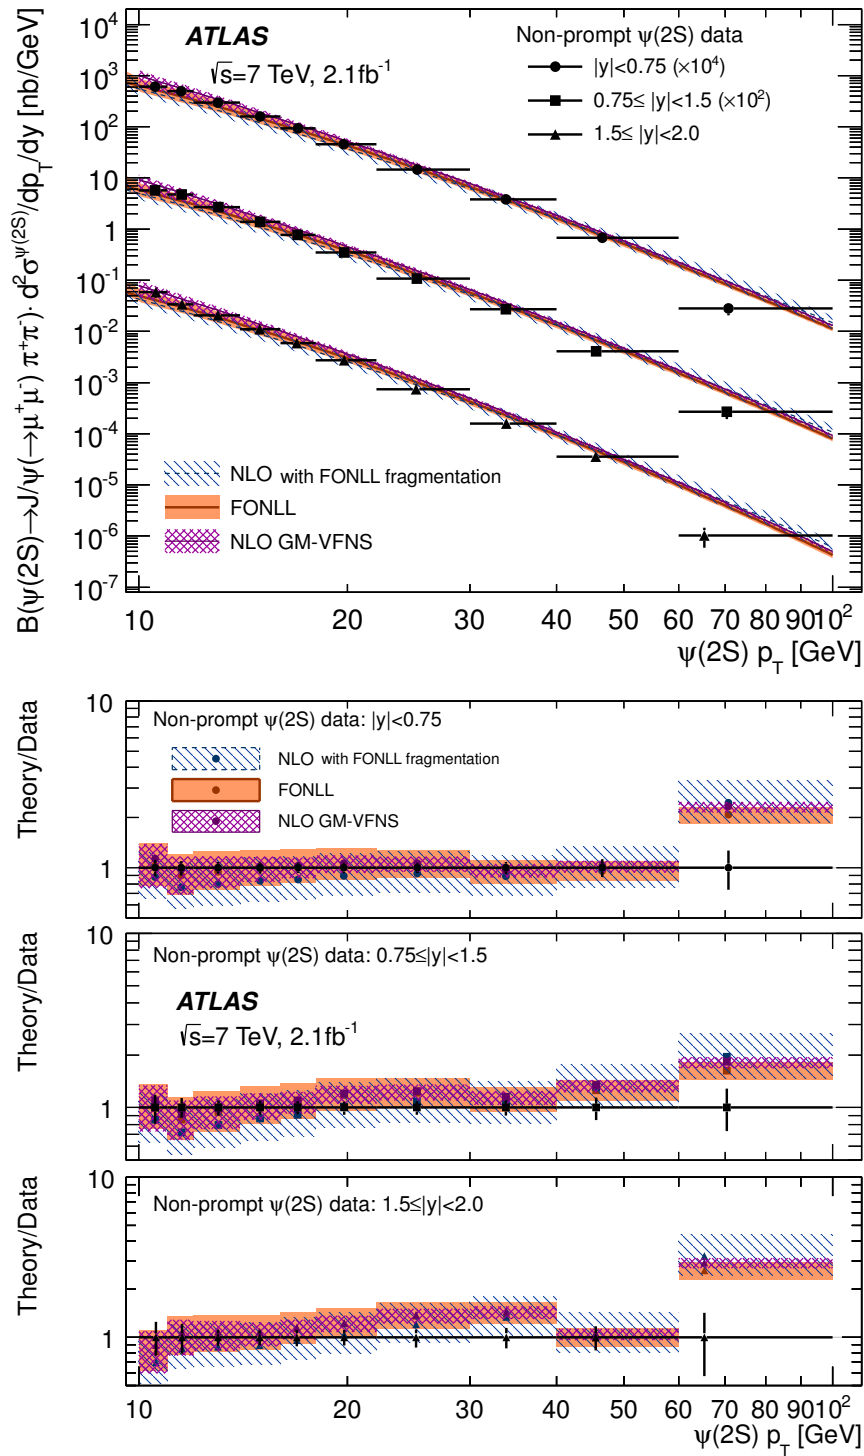 ATLAS
√s=7 TeV, 2.1fb⁻¹
Non-prompt ψ(2S) data
|y|<0.75 (×10⁴)
0.75≤ |y|<1.5 (×10²)
1.5≤ |y|<2.0
B(ψ(2S)→J/ψ(→μ⁺μ⁻) π⁺π⁻)· d²σ^ψ(2S)/dp_T/dy [nb/GeV]
10⁴
10³
10²
10
1
10⁻¹
10⁻²
10⁻³
10⁻⁴
10⁻⁵
10⁻⁶
10⁻⁷
NLO with FONLL fragmentation
FONLL
NLO GM-VFNS
10 20 30 40 50 60 70 80 90 10²
ψ(2S) p_T [GeV]
Theory/Data
10
1
Non-prompt ψ(2S) data: |y|<0.75
NLO with FONLL fragmentation
FONLL
NLO GM-VFNS
Theory/Data
10
1
Non-prompt ψ(2S) data: 0.75≤|y|<1.5
ATLAS
√s=7 TeV, 2.1fb⁻¹
Theory/Data
10
1
Non-prompt ψ(2S) data: 1.5≤|y|<2.0
10 20 30 40 50 60 70 80 90 10²
ψ(2S) p_T [GeV]